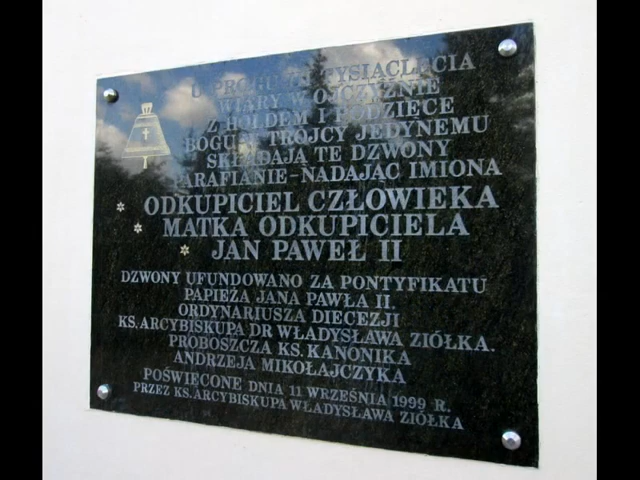 U PROGU TYSIĄCLECIA
WIARY W OJCZYŹNIE
Z HOŁDEM I PODZIĘCE
BOGU W TRÓJCY JEDYNEMU
SKŁADAJĄ TE DZWONY
PARAFIANIE - NADAJĄC IMIONA
ODKUPICIEL CZŁOWIEKA
MATKA ODKUPICIELA
JAN PAWEŁ II
DZWONY UFUNDOWANO ZA PONTYFIKATU
PAPIEŻA JANA PAWŁA II.
ORDYNARIUSZA DIECEZJI
KS. ARCYBISKUPA DR WŁADYSŁAWA ZIÓŁKA.
PROBOSZCZA KS. KANONIKA
ANDRZEJA MIKOŁAJCZYKA
POŚWIĘCONE DNIA 11 WRZEŚNIA 1999 R.
PRZEZ KS. ARCYBISKUPA WŁADYSŁAWA ZIÓŁKA